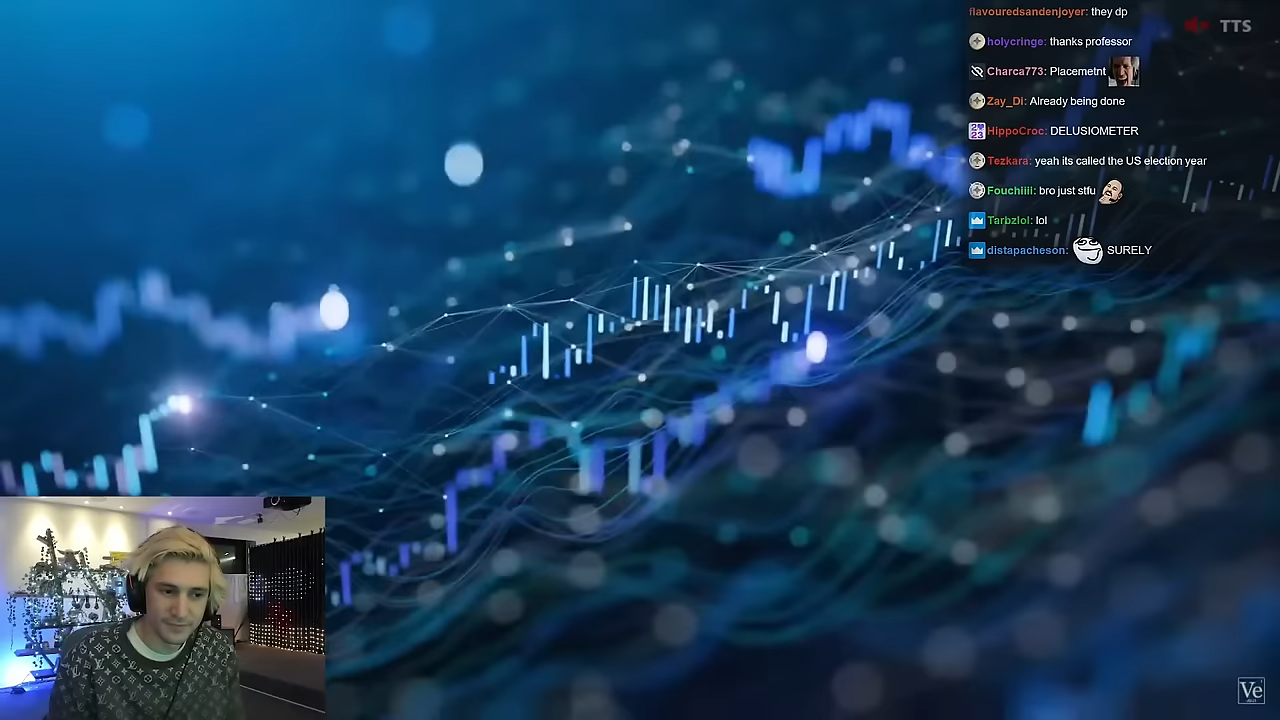 flavouredsandenjoyer: they dp
TTS
holycringe: thanks professor
Charca773: Placemetnt
Zay_Di: Already being done
HippoCroc: DELUSIOMETER
Tezkara: yeah its called the US election year
Fouchiiii: bro just stfu
Tarbzlol: lol
distapacheson: SURELY
Ve